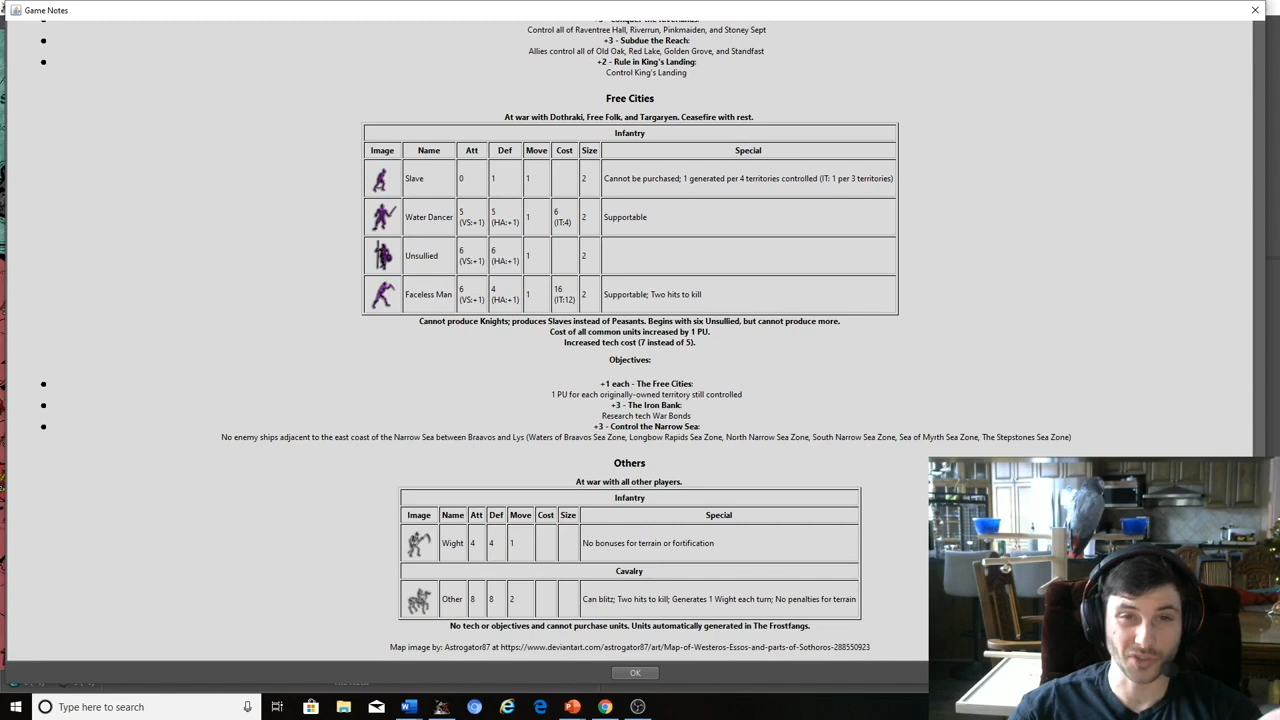 Game Notes
Control all of Raventree Hall, Riverrun, Pinkmaiden, and Stoney Sept
+3 - Subdue the Reach:
Allies control all of Old Oak, Red Lake, Golden Grove, and Standfast
+2 - Rule in King's Landing:
Control King's Landing
Free Cities
At war with Dothraki, Free Folk, and Targaryen. Ceasefire with rest.
Infantry
Image Name Att Def Move Cost Size Special
Slave 0 1 1 2 Cannot be purchased; 1 generated per 4 territories controlled (IT: 1 per 3 territories)
Water Dancer 5 (VS:+1) 5 (HA:+1) 1 6 (IT:4) 2 Supportable
Unsullied 6 (VS:+1) 6 (HA:+1) 1 2
Faceless Man 6 (VS:+1) 4 (HA:+1) 1 16 (IT:12) 2 Supportable; Two hits to kill
Cannot produce Knights; produces Slaves instead of Peasants. Begins with six Unsullied, but cannot produce more.
Cost of all common units increased by 1 PU.
Increased tech cost (7 instead of 5).
Objectives:
+1 each - The Free Cities:
1 PU for each originally-owned territory still controlled
+3 - The Iron Bank:
Research tech War Bonds
+3 - Control the Narrow Sea:
No enemy ships adjacent to the east coast of the Narrow Sea between Braavos and Lys (Waters of Braavos Sea Zone, Longbow Rapids Sea Zone, North Narrow Sea Zone, South Narrow Sea Zone, Sea of Myrth Sea Zone, The Stepstones Sea Zone)
Others
At war with all other players.
Infantry
Image Name Att Def Move Cost Size Special
Wight 4 4 1 No bonuses for terrain or fortification
Cavalry
Other 8 8 2 Can blitz; Two hits to kill; Generates 1 Wight each turn; No penalties for terrain
No tech or objectives and cannot purchase units. Units automatically generated in The Frostfangs.
Map image by: Astrogator87 at https://www.deviantart.com/astrogator87/art/Map-of-Westeros-Essos-and-parts-of-Sothoros-288550923
OK
Type here to search